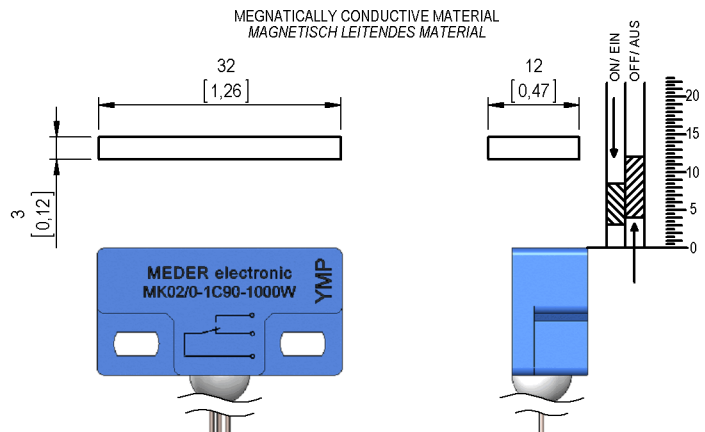 MEGNATICALLY CONDUCTIVE MATERIAL
MAGNETISCH LEITENDES MATERIAL
32
[1,26]
12
[0,47]
ON/ EIN
OFF/ AUS
20
15
10
5
0
3
[0,12]
MEDER electronic
MK02/0-1C90-1000W
YMP